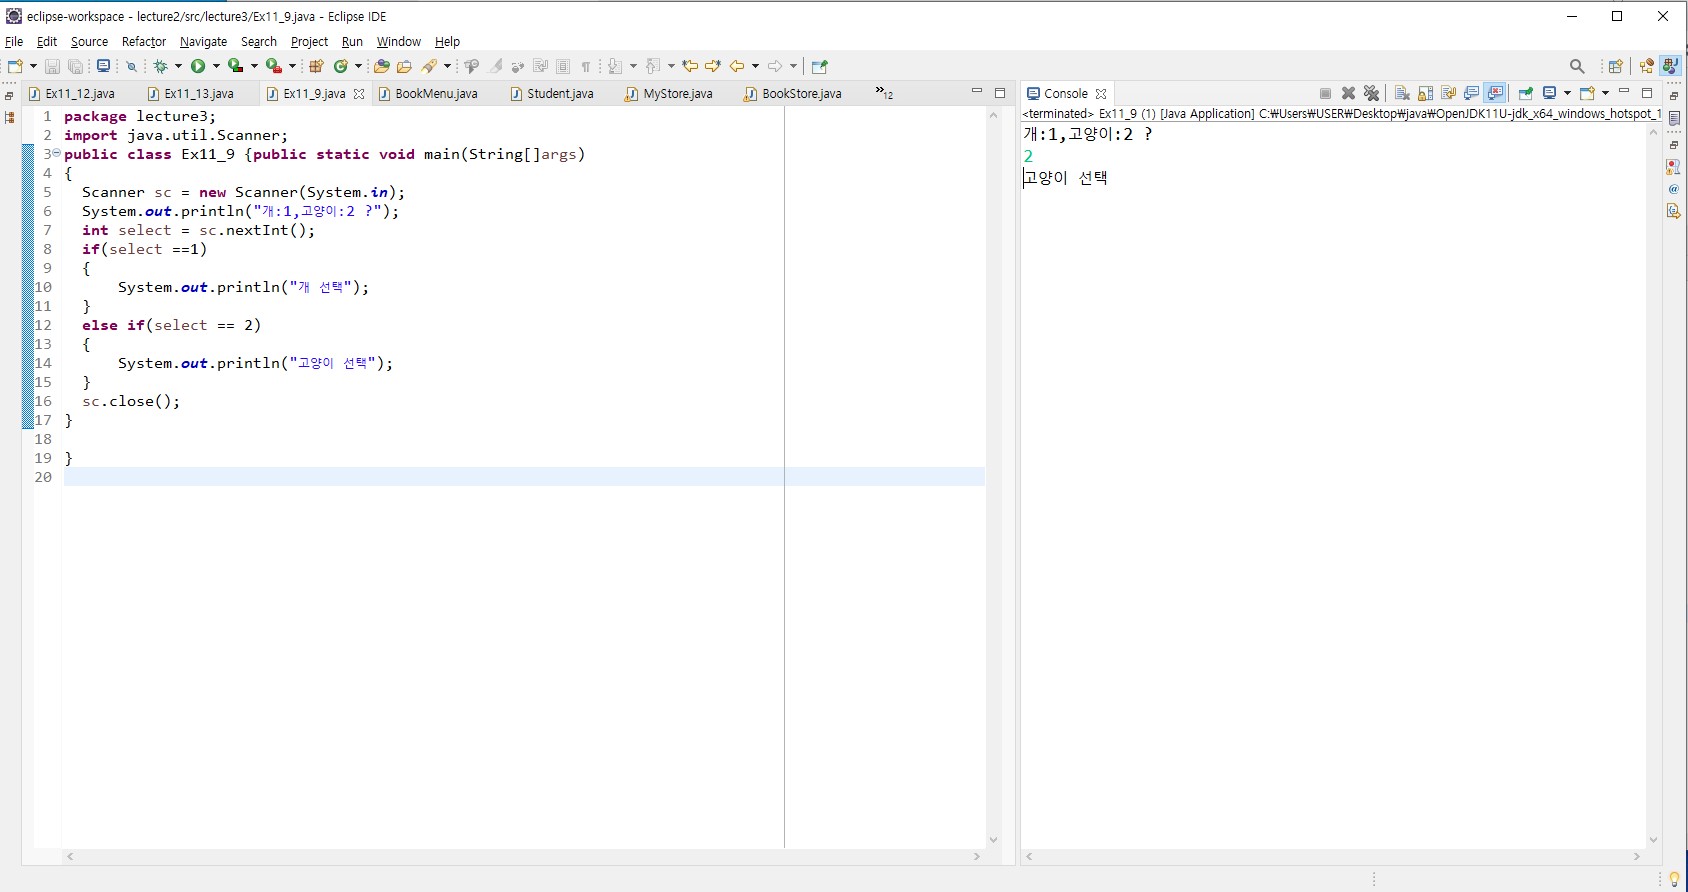 eclipse-workspace - lecture2/src/lecture3/Ex11_9.java - Eclipse IDE
File Edit Source Refactor Navigate Search Project Run Window Help
Ex11_12.java Ex11_13.java Ex11_9.java BookMenu.java Student.java MyStore.java BookStore.java »12
1 package lecture3;
2 import java.util.Scanner;
3 public class Ex11_9 {public static void main(String[]args)
4 {
5 Scanner sc = new Scanner(System.in);
6 System.out.println("개:1,고양이:2 ?");
7 int select = sc.nextInt();
8 if(select ==1)
9 {
10 System.out.println("개 선택");
11 }
12 else if(select == 2)
13 {
14 System.out.println("고양이 선택");
15 }
16 sc.close();
17 }
18
19 }
20
Console
<terminated> Ex11_9 (1) [Java Application] C:₩Users₩USER₩Desktop₩java₩OpenJDK11U-jdk_x64_windows_hotspot_1
개:1,고양이:2 ?
2
고양이 선택